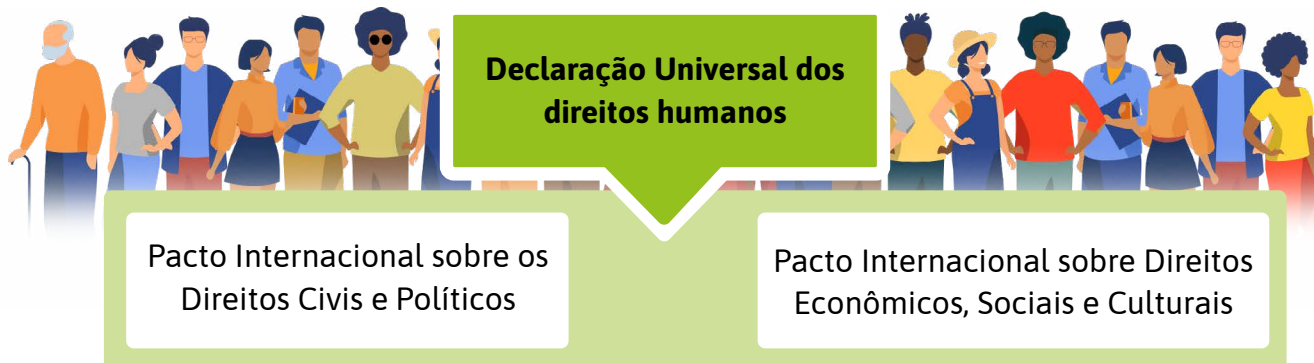 Declaração Universal dos
direitos humanos
Pacto Internacional sobre os
Direitos Civis e Políticos
Pacto Internacional sobre Direitos
Econômicos, Sociais e Culturais